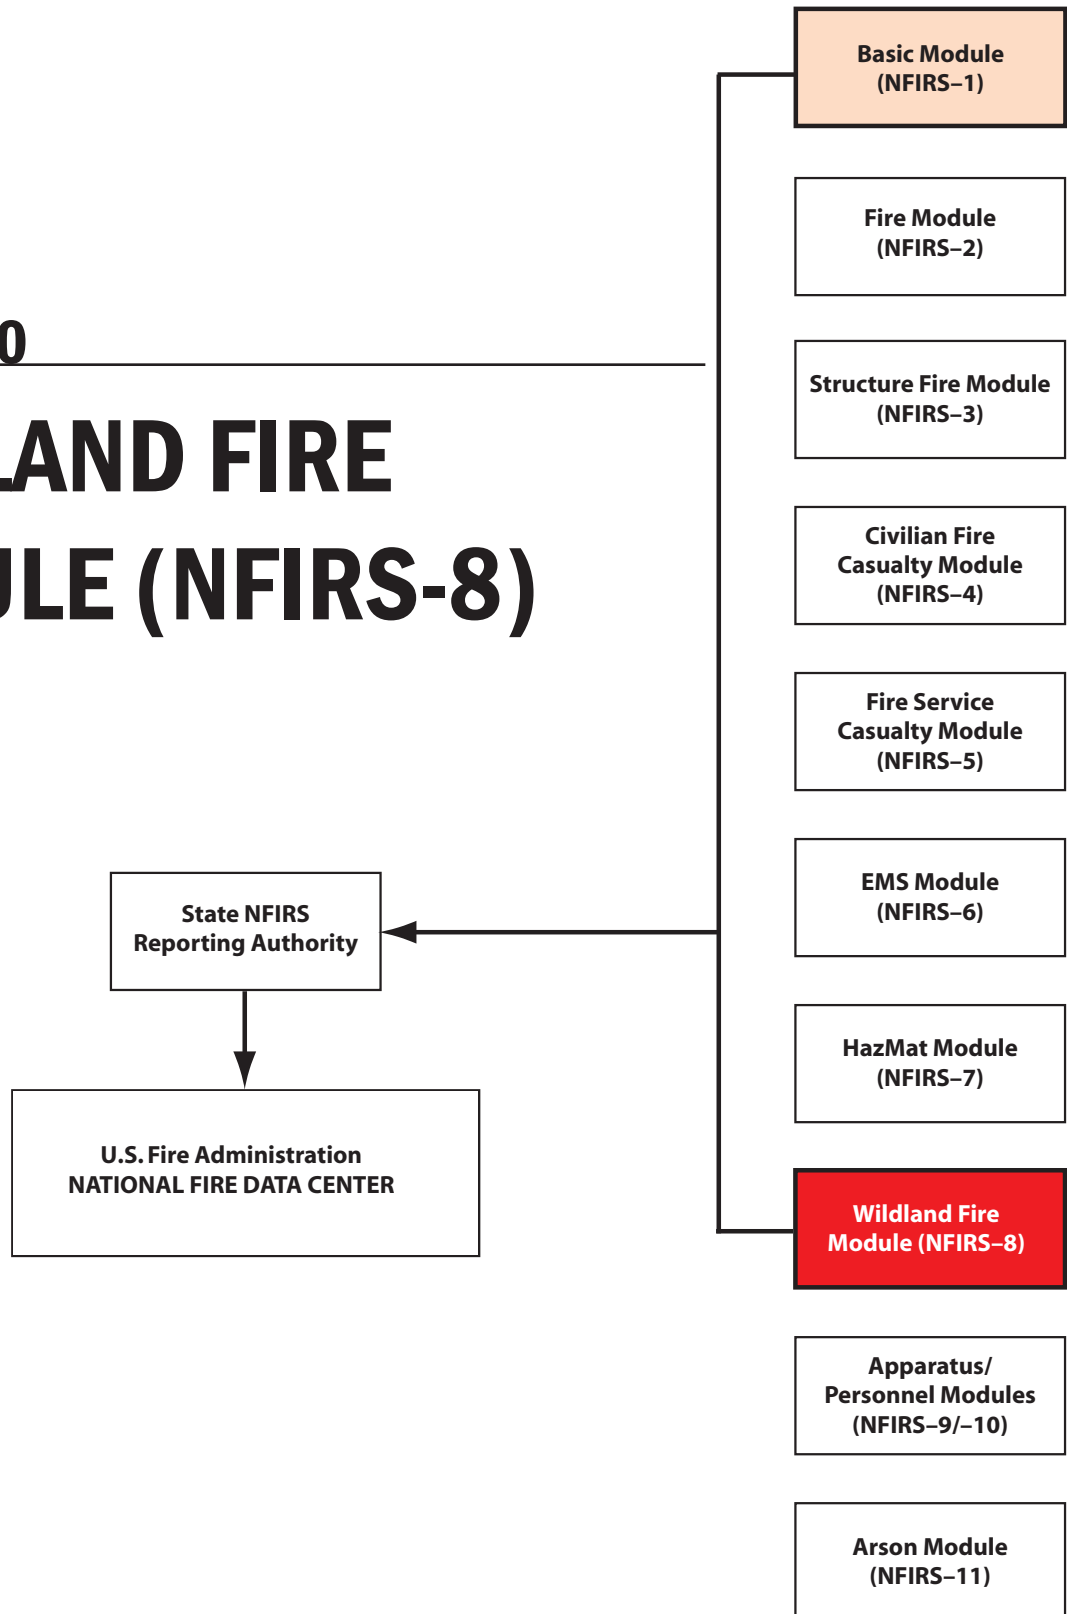 0
LAND FIRE
ULE (NFIRS-8)
Basic Module
(NFIRS–1)
Fire Module
(NFIRS–2)
Structure Fire Module
(NFIRS–3)
Civilian Fire
Casualty Module
(NFIRS–4)
Fire Service
Casualty Module
(NFIRS–5)
EMS Module
(NFIRS–6)
HazMat Module
(NFIRS–7)
Wildland Fire
Module (NFIRS–8)
Apparatus/
Personnel Modules
(NFIRS–9/–10)
Arson Module
(NFIRS–11)
State NFIRS
Reporting Authority
U.S. Fire Administration
NATIONAL FIRE DATA CENTER